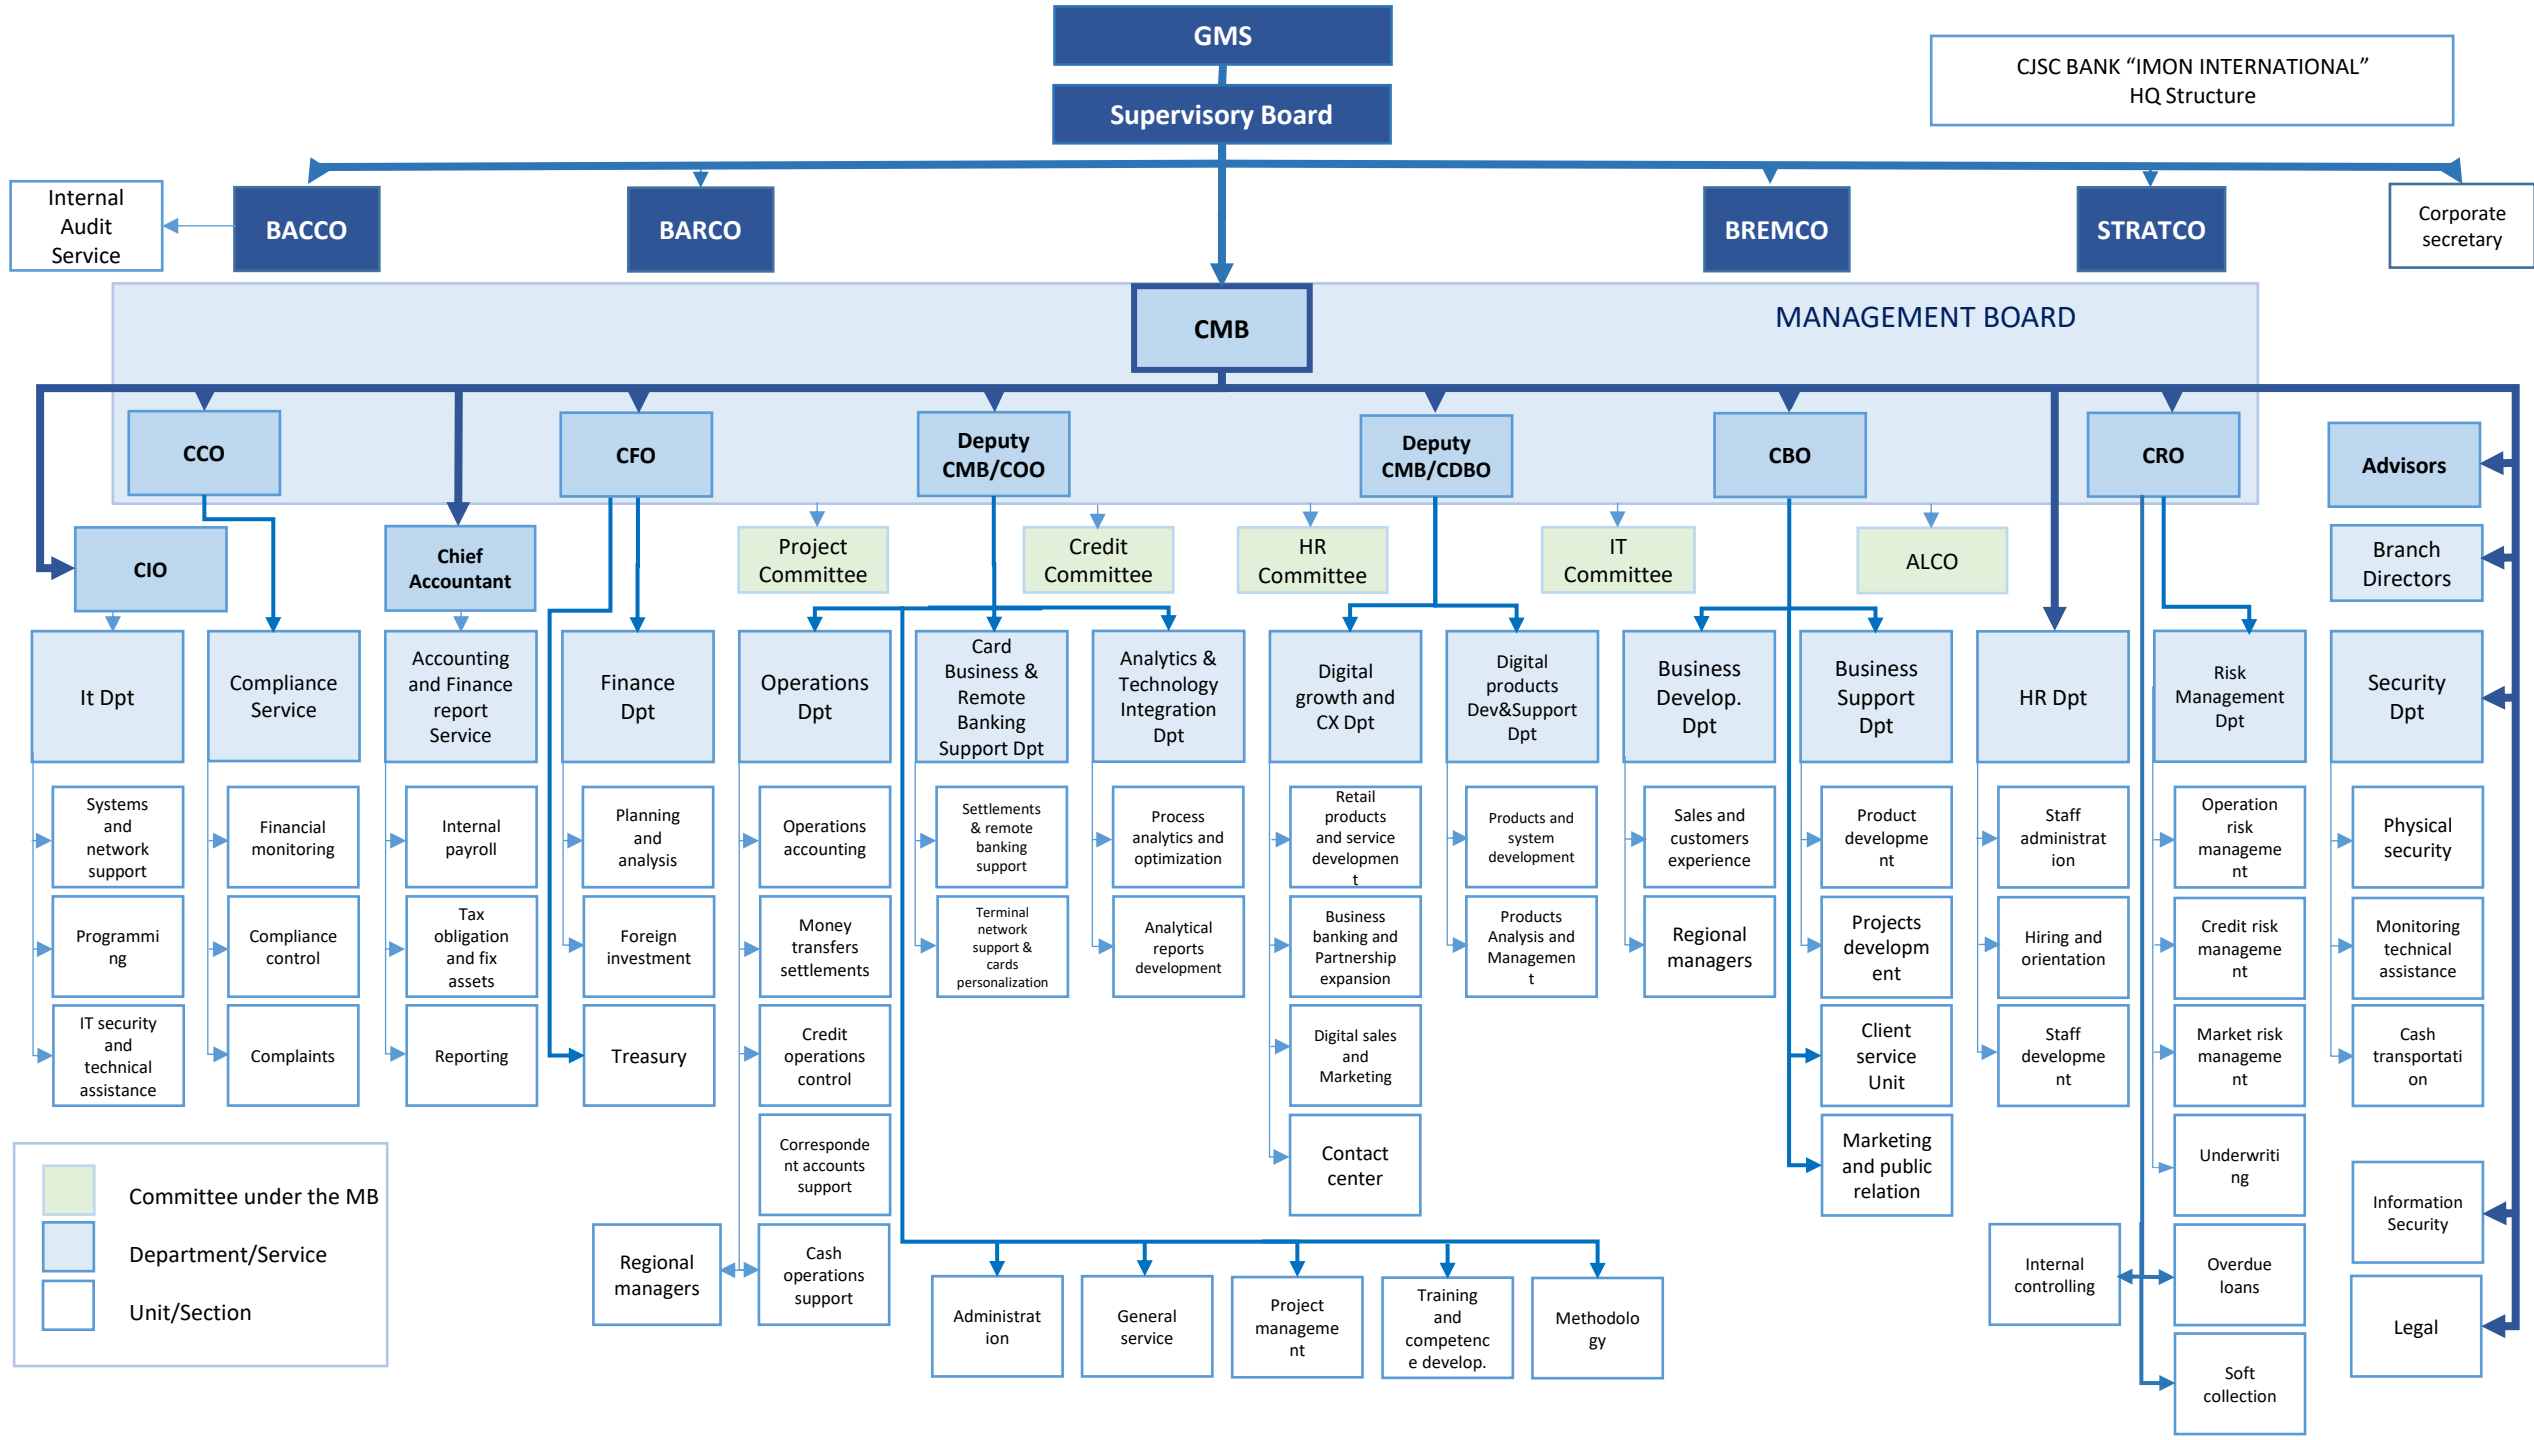 GMS
CJSC BANK “IMON INTERNATIONAL”
HQ Structure
Supervisory Board
Internal
Audit
Service
BACCO
BARCO
BREMCO
STRATCO
Corporate
secretary
CMB
MANAGEMENT BOARD
CCO
CFO
Deputy
CMB/COO
Deputy
CMB/CDBO
CBO
CRO
Advisors
CIO
Chief
Accountant
Project
Committee
Credit
Committee
HR
Committee
IT
Committee
ALCO
Branch
Directors
It Dpt
Compliance
Service
Accounting
and Finance
report
Service
Finance
Dpt
Operations
Dpt
Card
Business &
Remote
Banking
Support Dpt
Analytics &
Technology
Integration
Dpt
Digital
growth and
CX Dpt
Digital
products
Dev&Support
Dpt
Business
Develop.
Dpt
Business
Support
Dpt
HR Dpt
Risk
Management
Dpt
Security
Dpt
Systems
and
network
support
Financial
monitoring
Internal
payroll
Planning
and
analysis
Operations
accounting
Settlements
& remote
banking
support
Process
analytics and
optimization
Retail
products
and service
developmen
t
Products and
system
development
Sales and
customers
experience
Product
developme
nt
Staff
administrat
ion
Operation
risk
manageme
nt
Physical
security
Programmi
ng
Compliance
control
Tax
obligation
and fix
assets
Foreign
investment
Money
transfers
settlements
Terminal
network
support &
cards
personalization
Analytical
reports
development
Business
banking and
Partnership
expansion
Products
Analysis and
Managemen
t
Regional
managers
Projects
developm
ent
Hiring and
orientation
Credit risk
manageme
nt
Monitoring
technical
assistance
IT security
and
technical
assistance
Complaints
Reporting
Treasury
Credit
operations
control
Digital sales
and
Marketing
Client
service
Unit
Staff
developme
nt
Market risk
manageme
nt
Cash
transportati
on
Corresponde
nt accounts
support
Contact
center
Marketing
and public
relation
Underwriti
ng
Information
Security
Committee under the MB
Department/Service
Unit/Section
Regional
managers
Cash
operations
support
Administrat
ion
General
service
Project
manageme
nt
Training
and
competenc
e develop.
Methodolo
gy
Internal
controlling
Overdue
loans
Legal
Soft
collection